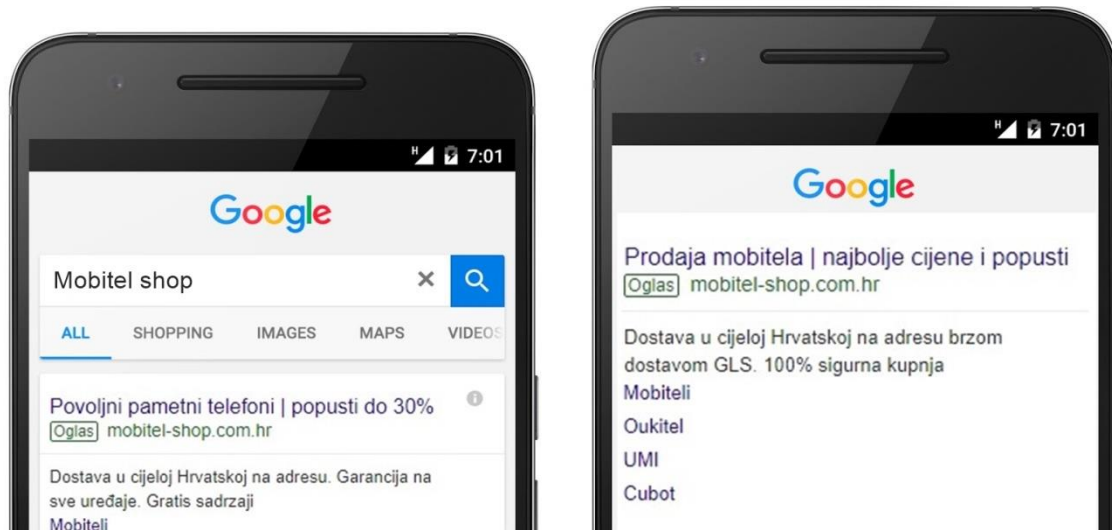 H 7:01
Google
Mobitel shop ×
ALL SHOPPING IMAGES MAPS VIDEOS
Povoljni pametni telefoni | popusti do 30%
Oglas mobitel-shop.com.hr
Dostava u cijeloj Hrvatskoj na adresu. Garancija na
sve uređaje. Gratis sadrzaji
Mobiteli
H 7:01
Google
Prodaja mobitela | najbolje cijene i popusti
Oglas mobitel-shop.com.hr
Dostava u cijeloj Hrvatskoj na adresu brzom
dostavom GLS. 100% sigurna kupnja
Mobiteli
Oukitel
UMI
Cubot